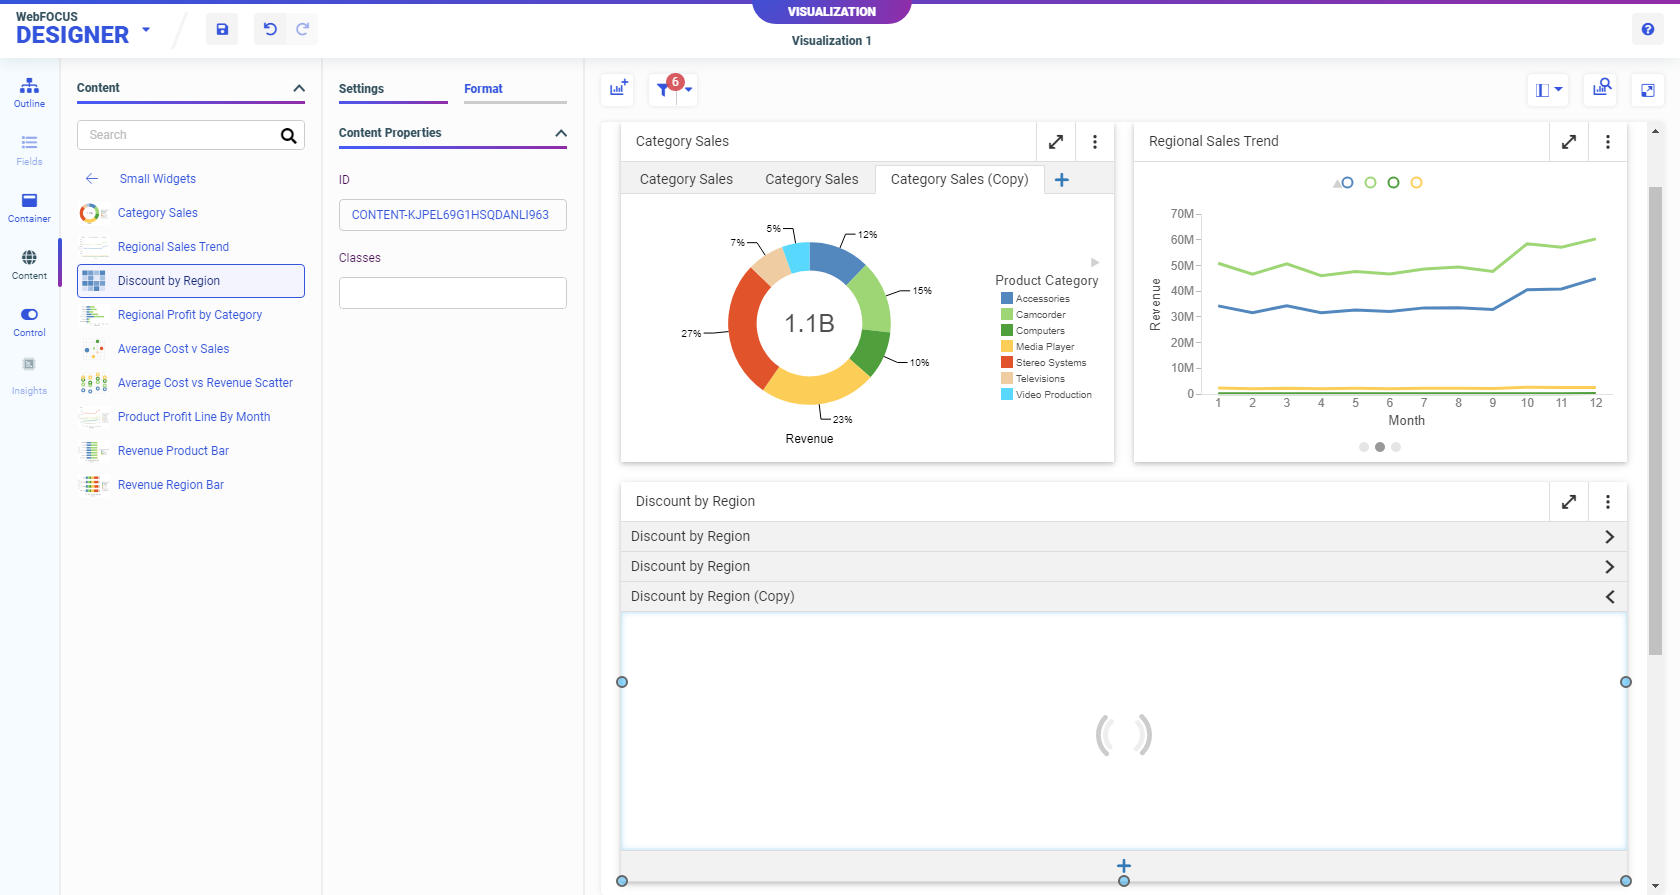 WebFOCUS
DESIGNER
VISUALIZATION
Visualization 1
Outline
Fields
Container
Content
Control
Insights
Content
Search
Small Widgets
Category Sales
Regional Sales Trend
Discount by Region
Regional Profit by Category
Average Cost v Sales
Average Cost vs Revenue Scatter
Product Profit Line By Month
Revenue Product Bar
Revenue Region Bar
Settings
Format
Content Properties
ID
CONTENT-KJPEL69G1HSQDANLI963
Classes
6
Category Sales
Category Sales
Category Sales
Category Sales (Copy)
5%
12%
7%
15%
27%
1.1B
10%
23%
Revenue
Product Category
Accessories
Camcorder
Computers
Media Player
Stereo Systems
Televisions
Video Production
Regional Sales Trend
70M
60M
50M
40M
30M
20M
10M
0
Revenue
1 2 3 4 5 6 7 8 9 10 11 12
Month
Discount by Region
Discount by Region
Discount by Region
Discount by Region (Copy)